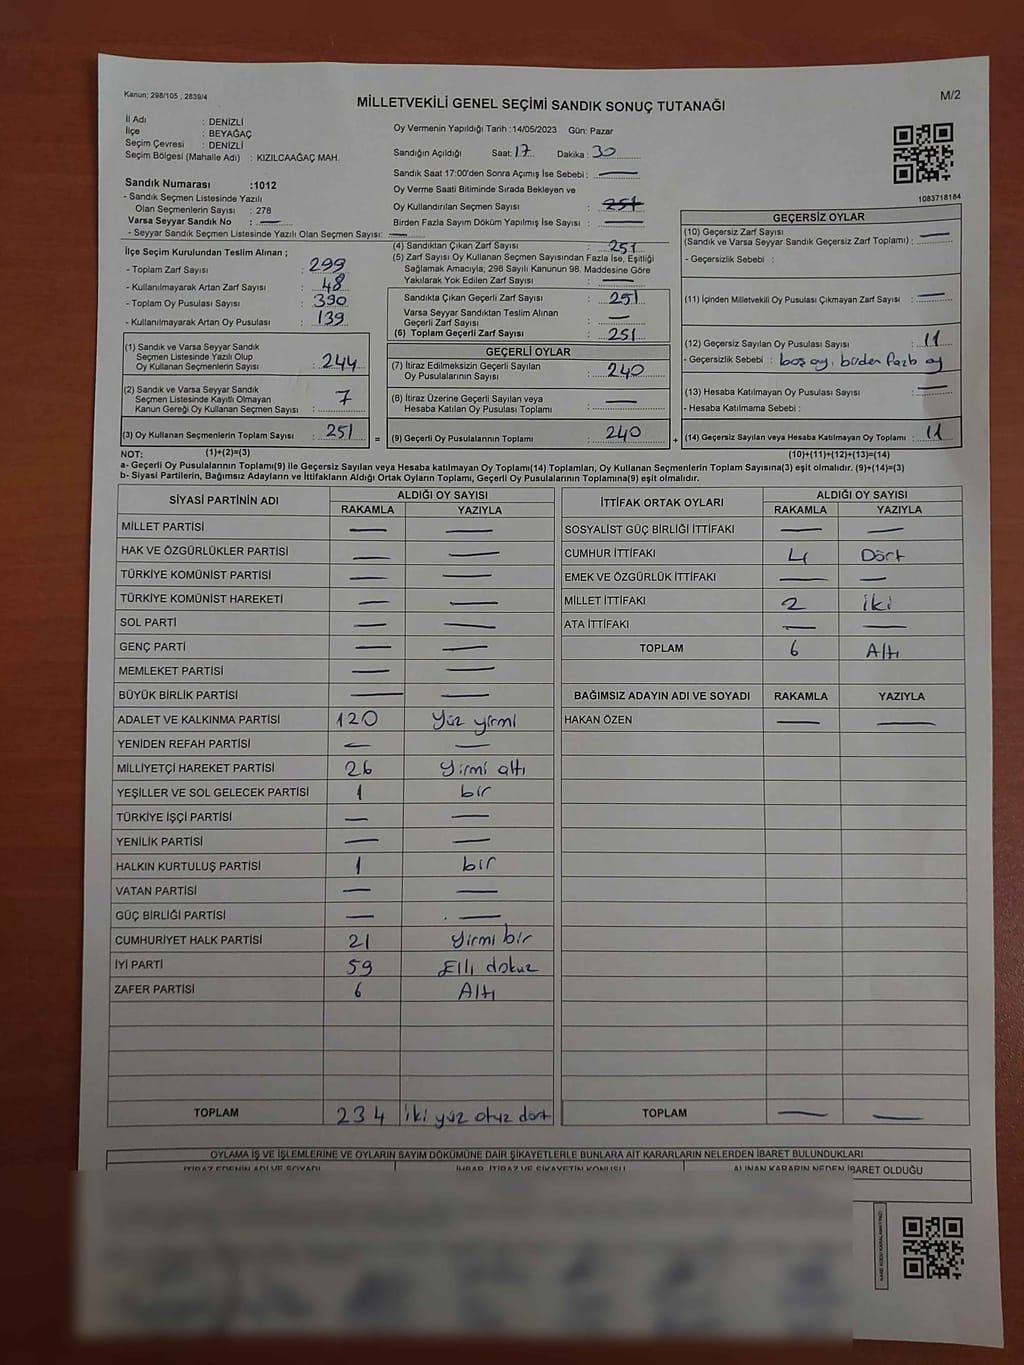 Kanun; 298/105 , 2839/4
MİLLETVEKİLİ GENEL SEÇİMİ SANDIK SONUÇ TUTANAĞI
M/2
İl Adı : DENİZLİ
İlçe : BEYAĞAÇ
Seçim Çevresi : DENİZLİ
Seçim Bölgesi (Mahalle Adı) : KIZILCAAĞAÇ MAH.
Sandık Numarası :1012
- Sandık Seçmen Listesinde Yazılı
Olan Seçmenlerin Sayısı : 278
Varsa Seyyar Sandık No : —
- Seyyar Sandık Seçmen Listesinde Yazılı Olan Seçmen Sayısı: —
Oy Vermenin Yapıldığı Tarih :14/05/2023 Gün: Pazar
Sandığın Açıldığı Saat: 17 Dakika : 30
Sandık Saat 17:00'den Sonra Açımış İse Sebebi : —
Oy Verme Saati Bitiminde Sırada Bekleyen ve
Oy Kullandırılan Seçmen Sayısı : 251
Birden Fazla Sayım Döküm Yapılmış İse Sayısı : —
1083718184
İlçe Seçim Kurulundan Teslim Alınan ;
- Toplam Zarf Sayısı : 299
- Kullanılmayarak Artan Zarf Sayısı : 48
- Toplam Oy Pusulası Sayısı : 390
- Kullanılmayarak Artan Oy Pusulası : 139
(1) Sandık ve Varsa Seyyar Sandık
Seçmen Listesinde Yazılı Olup
Oy Kullanan Seçmenlerin Sayısı : 244
(2) Sandık ve Varsa Seyyar Sandık
Seçmen Listesinde Kayıtlı Olmayan
Kanun Gereği Oy Kullanan Seçmen Sayısı : 7
(3) Oy Kullanan Seçmenlerin Toplam Sayısı : 251 =
(4) Sandıktan Çıkan Zarf Sayısı : 251
(5) Zarf Sayısı Oy Kullanan Seçmen Sayısından Fazla İse, Eşitliği
Sağlamak Amacıyla; 298 Sayılı Kanunun 98. Maddesine Göre
Yakılarak Yok Edilen Zarf Sayısı : —
Sandıkta Çıkan Geçerli Zarf Sayısı : 251
Varsa Seyyar Sandıktan Teslim Alınan
Geçerli Zarf Sayısı : —
(6) Toplam Geçerli Zarf Sayısı : 251
GEÇERLİ OYLAR
(7) İtiraz Edilmeksizin Geçerli Sayılan
Oy Pusulalarının Sayısı : 240
(8) İtiraz Üzerine Geçerli Sayılan veya
Hesaba Katılan Oy Pusulası Toplamı : —
(9) Geçerli Oy Pusulalarının Toplamı : 240 +
GEÇERSİZ OYLAR
(10) Geçersiz Zarf Sayısı
(Sandık ve Varsa Seyyar Sandık Geçersiz Zarf Toplamı) : —
- Geçersizlik Sebebi :
(11) İçinden Milletvekili Oy Pusulası Çıkmayan Zarf Sayısı : —
(12) Geçersiz Sayılan Oy Pusulası Sayısı : 11
- Geçersizlik Sebebi : boş oy, birden fazla oy
(13) Hesaba Katılmayan Oy Pusulası Sayısı : —
- Hesaba Katılmama Sebebi :
(14) Geçersiz Sayılan veya Hesaba Katılmayan Oy Toplamı : 11
NOT: (1)+(2)=(3) (10)+(11)+(12)+(13)=(14)
a- Geçerli Oy Pusulalarının Toplamı(9) ile Geçersiz Sayılan veya Hesaba katılmayan Oy Toplamı(14) Toplamları, Oy Kullanan Seçmenlerin Toplam Sayısına(3) eşit olmalıdır. (9)+(14)=(3)
b- Siyasi Partilerin, Bağımsız Adayların ve İttifakların Aldığı Ortak Oyların Toplamı, Geçerli Oy Pusulalarının Toplamına(9) eşit olmalıdır.
SİYASİ PARTİNİN ADI ALDIĞI OY SAYISI
RAKAMLA YAZIYLA
MİLLET PARTİSİ — —
HAK VE ÖZGÜRLÜKLER PARTİSİ — —
TÜRKİYE KOMÜNİST PARTİSİ — —
TÜRKİYE KOMÜNİST HAREKETİ — —
SOL PARTİ — —
GENÇ PARTİ — —
MEMLEKET PARTİSİ — —
BÜYÜK BİRLİK PARTİSİ — —
ADALET VE KALKINMA PARTİSİ 120 Yüz yirmi
YENİDEN REFAH PARTİSİ — —
MİLLİYETÇİ HAREKET PARTİSİ 26 Yirmi altı
YEŞİLLER VE SOL GELECEK PARTİSİ 1 bir
TÜRKİYE İŞÇİ PARTİSİ — —
YENİLİK PARTİSİ — —
HALKIN KURTULUŞ PARTİSİ 1 bir
VATAN PARTİSİ — —
GÜÇ BİRLİĞİ PARTİSİ — —
CUMHURİYET HALK PARTİSİ 21 Yirmi bir
İYİ PARTİ 59 Elli dokuz
ZAFER PARTİSİ 6 Altı
TOPLAM 234 iki yüz otuz dört
İTTİFAK ORTAK OYLARI ALDIĞI OY SAYISI
RAKAMLA YAZIYLA
SOSYALİST GÜÇ BİRLİĞİ İTTİFAKI — —
CUMHUR İTTİFAKI 4 Dört
EMEK VE ÖZGÜRLÜK İTTİFAKI — —
MİLLET İTTİFAKI 2 iki
ATA İTTİFAKI — —
TOPLAM 6 Altı
BAĞIMSIZ ADAYIN ADI VE SOYADI RAKAMLA YAZIYLA
HAKAN ÖZEN — —
TOPLAM — —
OYLAMA İŞ VE İŞLEMLERİNE VE OYLARIN SAYIM DÖKÜMÜNE DAİR ŞİKAYETLERLE BUNLARA AİT KARARLARIN NELERDEN İBARET BULUNDUKLARI
İTİRAZ EDENİN ADI VE SOYADI İHBAR, İTİRAZ VE ŞİKAYETİN KONUSU ALINAN KARARIN NEDEN İBARET OLDUĞU